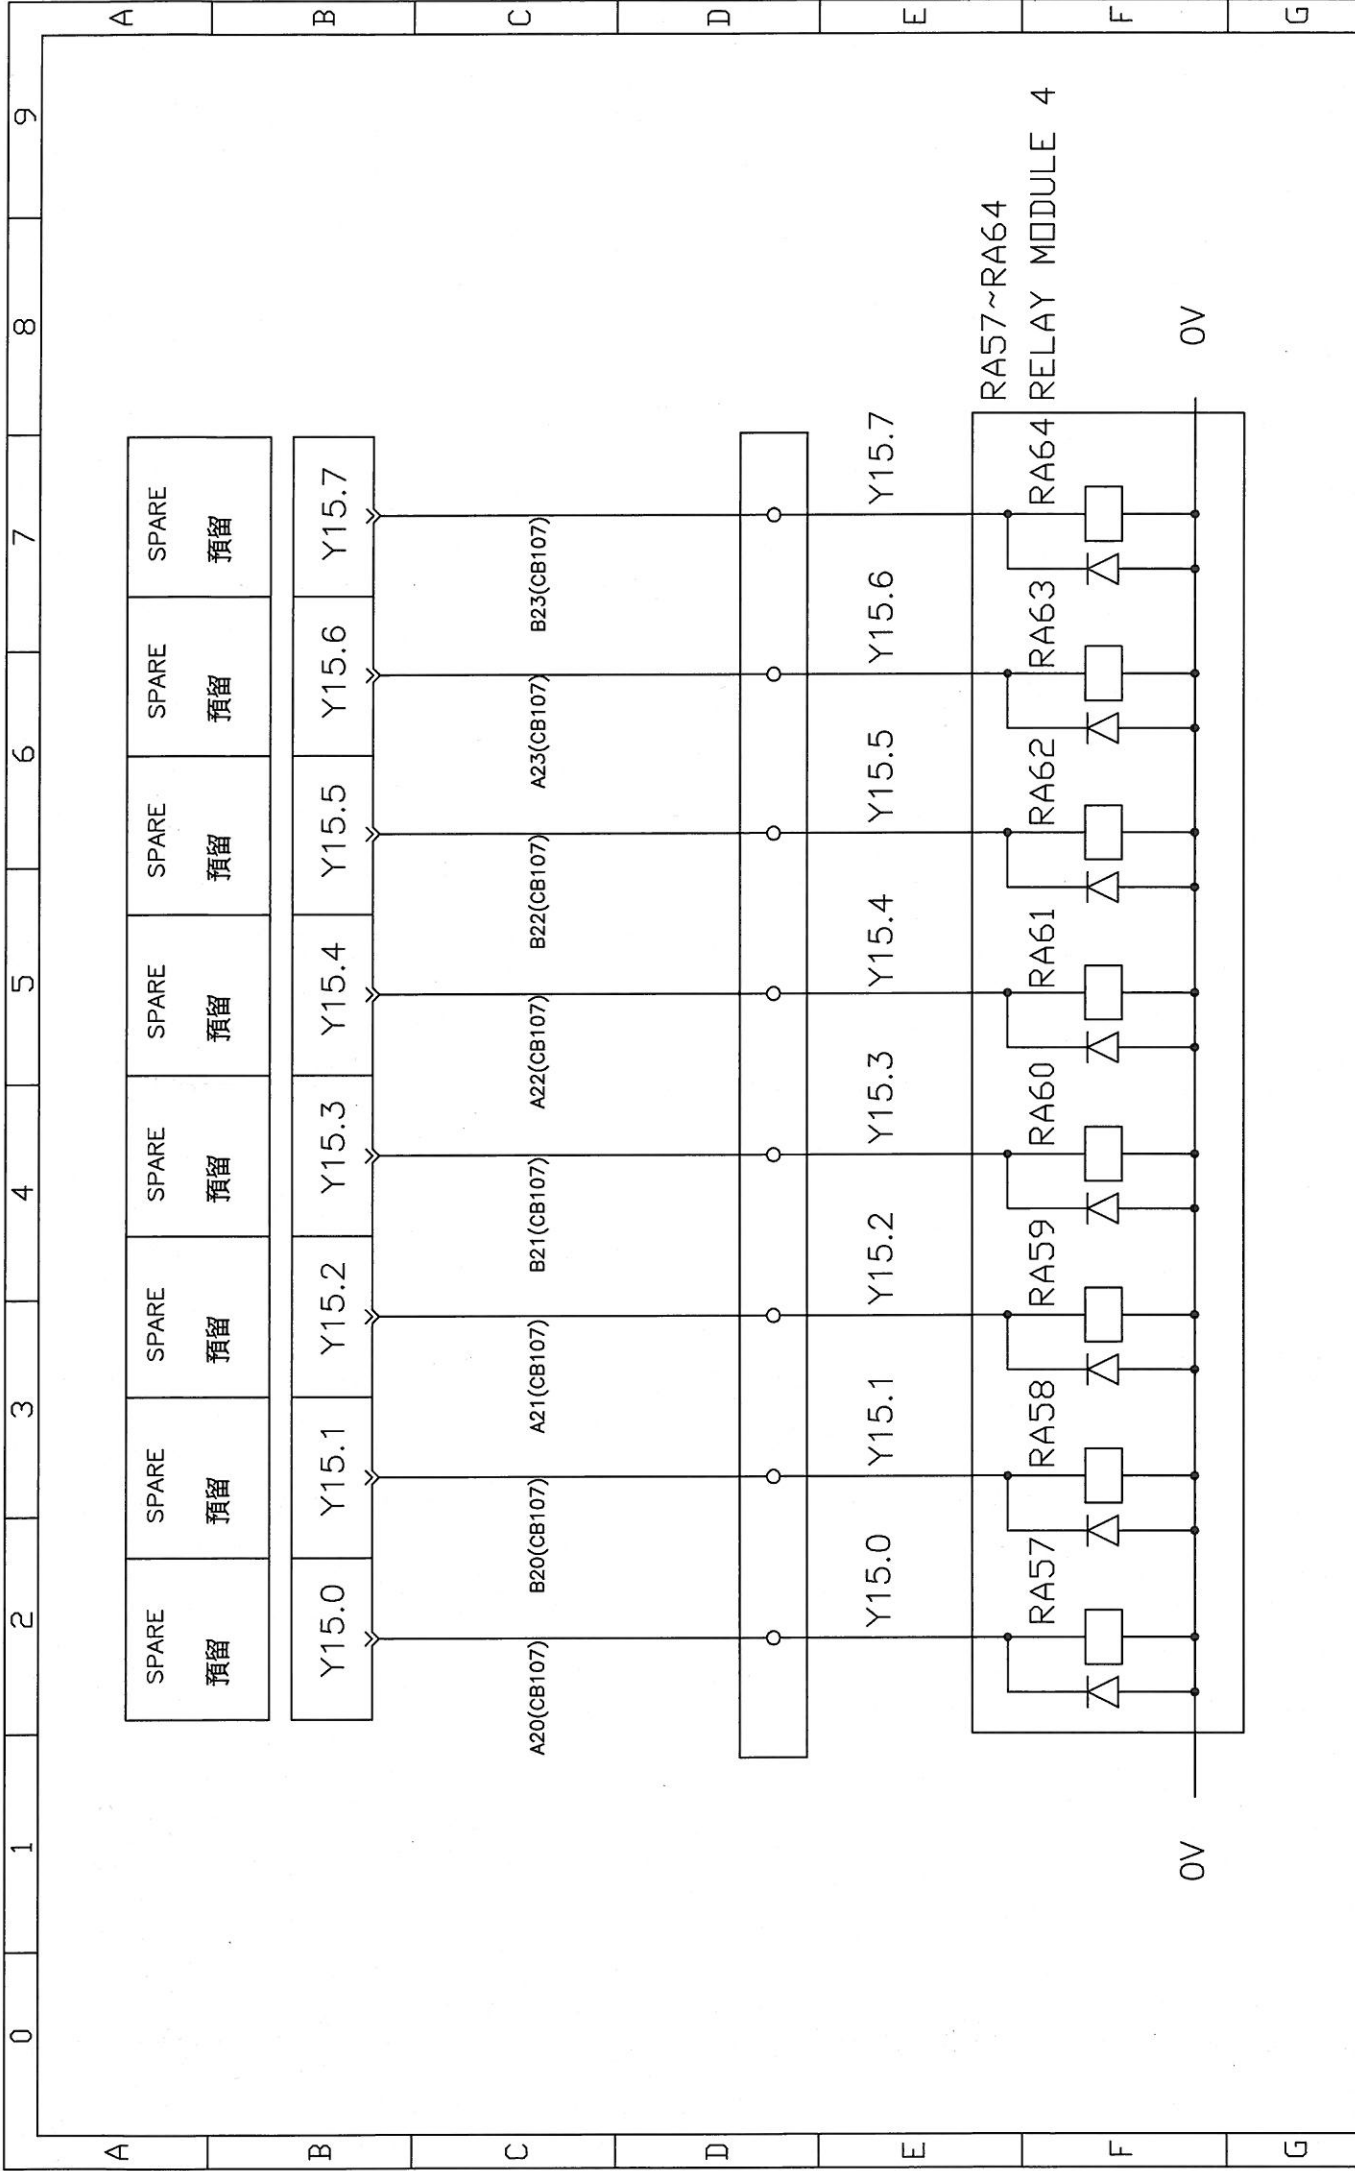 0 1 2 3 4 5 6 7 8 9
A A
SPARE SPARE SPARE SPARE SPARE SPARE SPARE SPARE
預留 預留 預留 預留 預留 預留 預留 預留
B B
Y15.0 Y15.1 Y15.2 Y15.3 Y15.4 Y15.5 Y15.6 Y15.7
C C
A20(CB107) B20(CB107) A21(CB107) B21(CB107) A22(CB107) B22(CB107) A23(CB107) B23(CB107)
D D
E E
Y15.0 Y15.1 Y15.2 Y15.3 Y15.4 Y15.5 Y15.6 Y15.7
RA57~RA64
RA57 RA58 RA59 RA60 RA61 RA62 RA63 RA64 RELAY MODULE 4
F F
0V 0V
G G